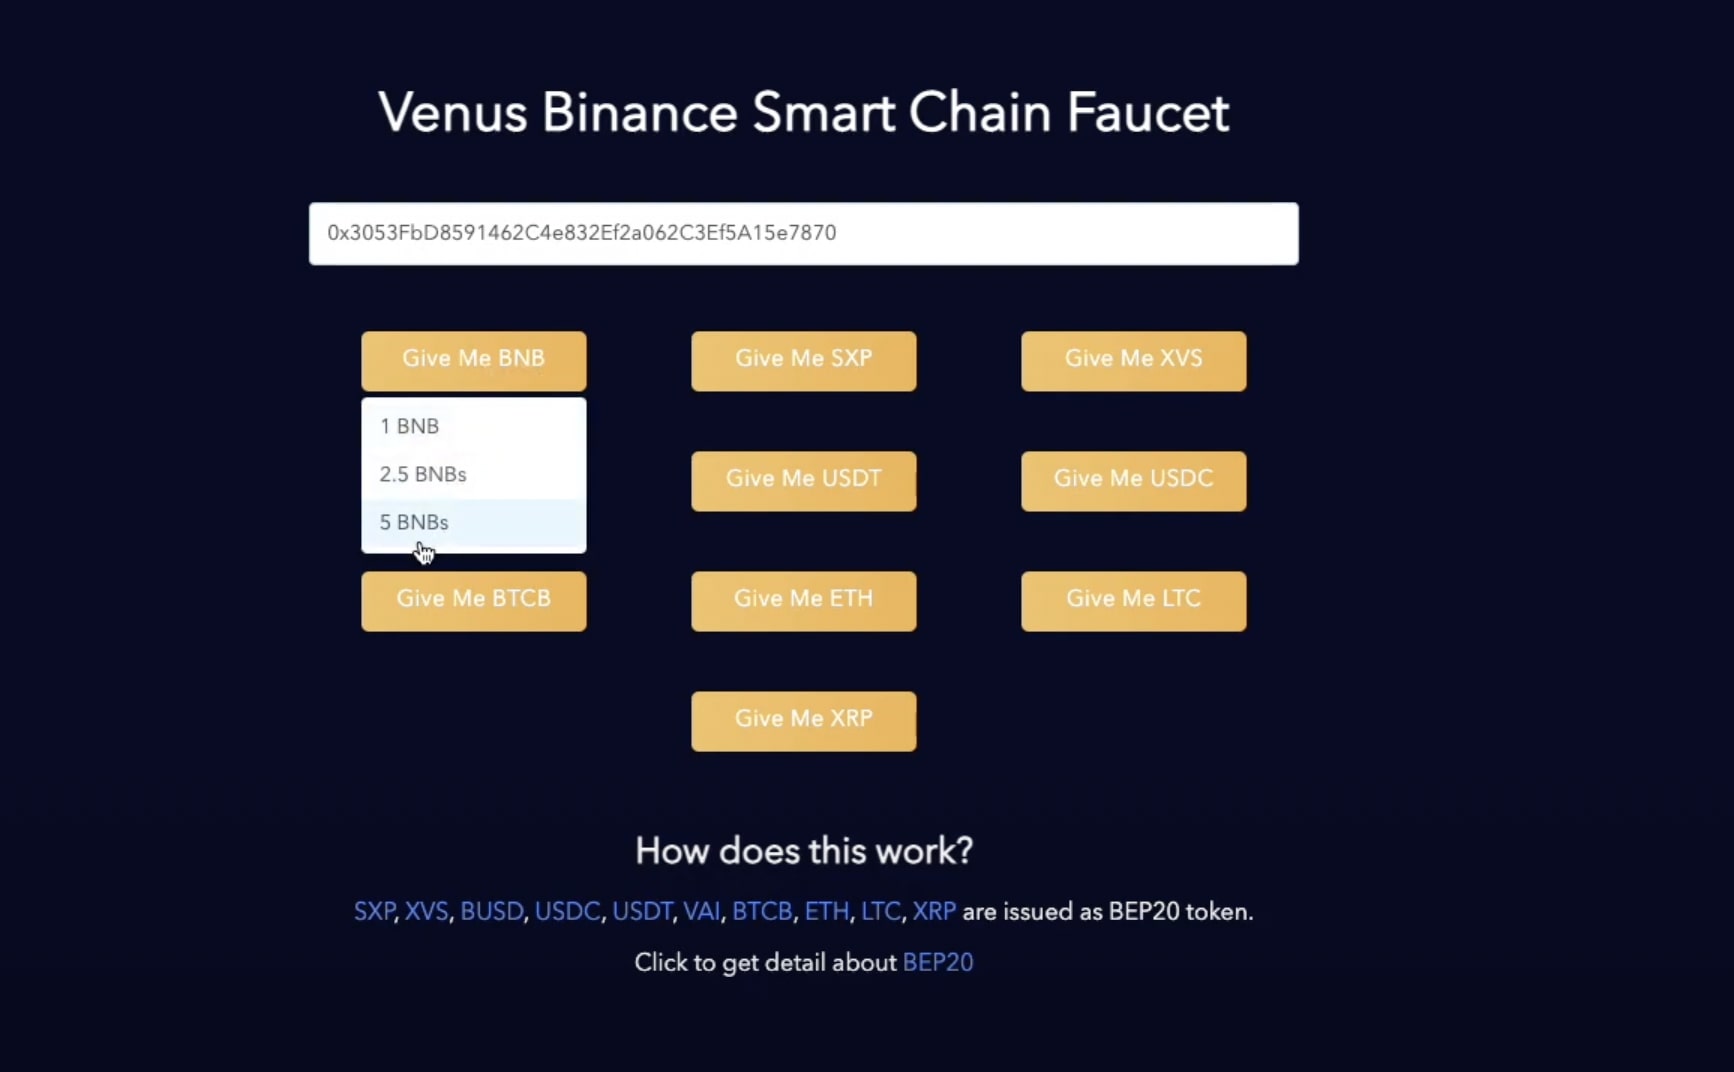 Venus Binance Smart Chain Faucet
0x3053FbD8591462C4e832Ef2a062C3Ef5A15e7870
Give Me BNB
Give Me SXP
Give Me XVS
1 BNB
2.5 BNBs
5 BNBs
Give Me USDT
Give Me USDC
Give Me BTCB
Give Me ETH
Give Me LTC
Give Me XRP
How does this work?
SXP, XVS, BUSD, USDC, USDT, VAI, BTCB, ETH, LTC, XRP are issued as BEP20 token.
Click to get detail about BEP20